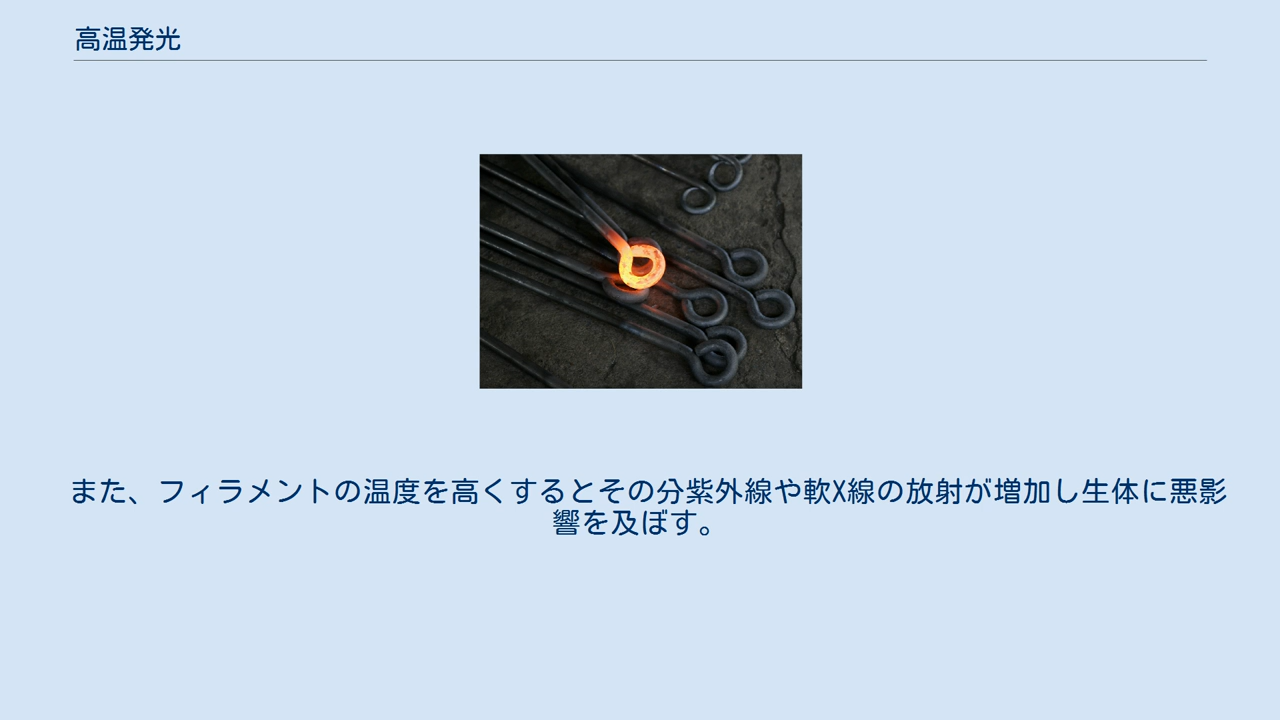 高温発光
また、フィラメントの温度を高くするとその分紫外線や軟X線の放射が増加し生体に悪影
響を及ぼす。